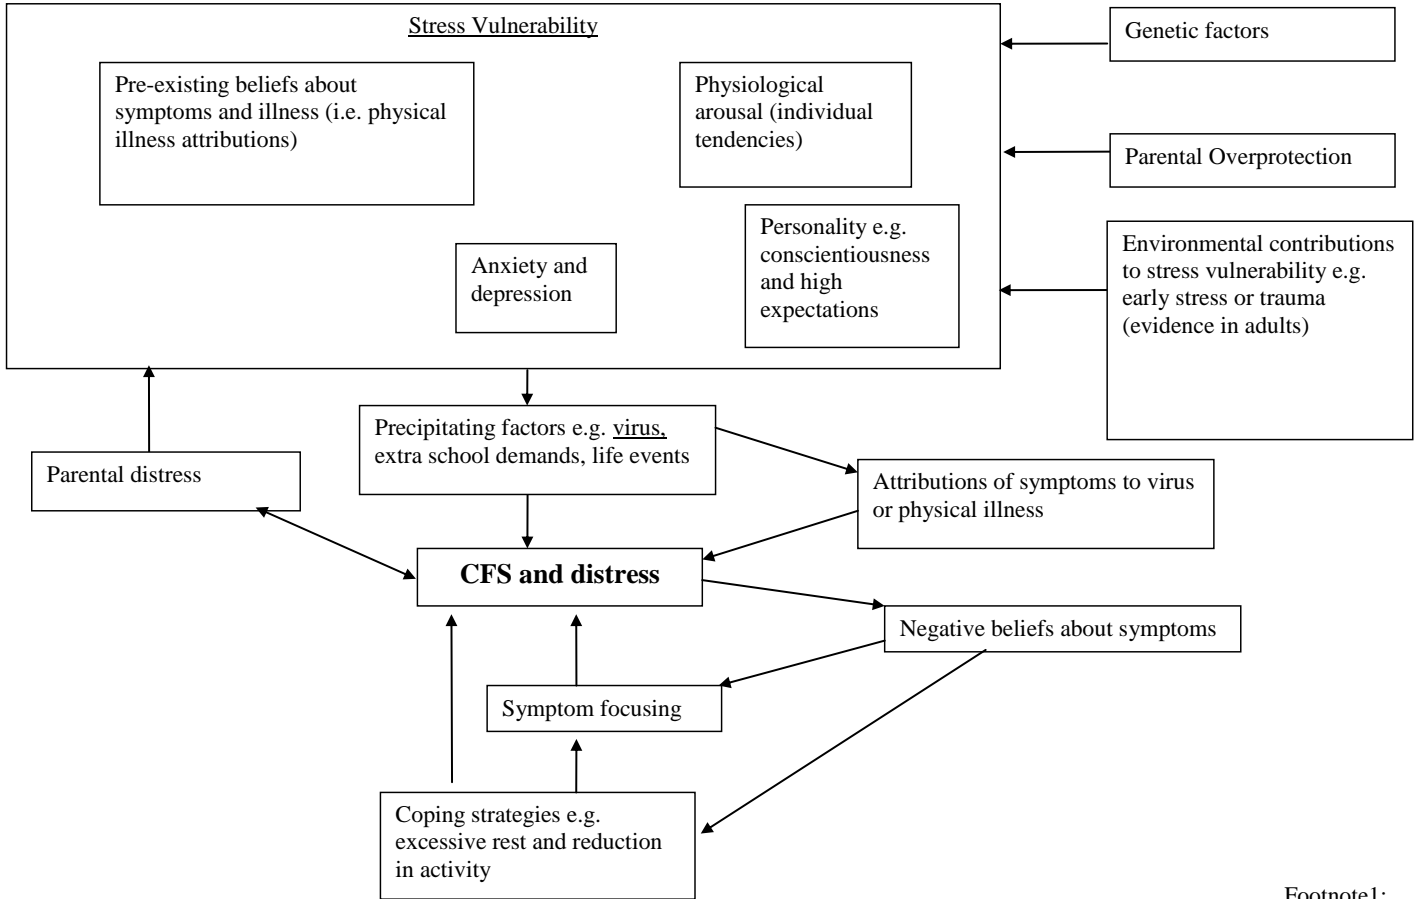 Stress Vulnerability
Genetic factors
Pre-existing beliefs about
symptoms and illness (i.e. physical
illness attributions)
Physiological
arousal (individual
tendencies)
Parental Overprotection
Personality e.g.
conscientiousness
and high
expectations
Anxiety and
depression
Environmental contributions
to stress vulnerability e.g.
early stress or trauma
(evidence in adults)
Precipitating factors e.g. virus,
extra school demands, life events
Parental distress
Attributions of symptoms to virus
or physical illness
CFS and distress
Negative beliefs about symptoms
Symptom focusing
Coping strategies e.g.
excessive rest and reduction
in activity
Footnote1: